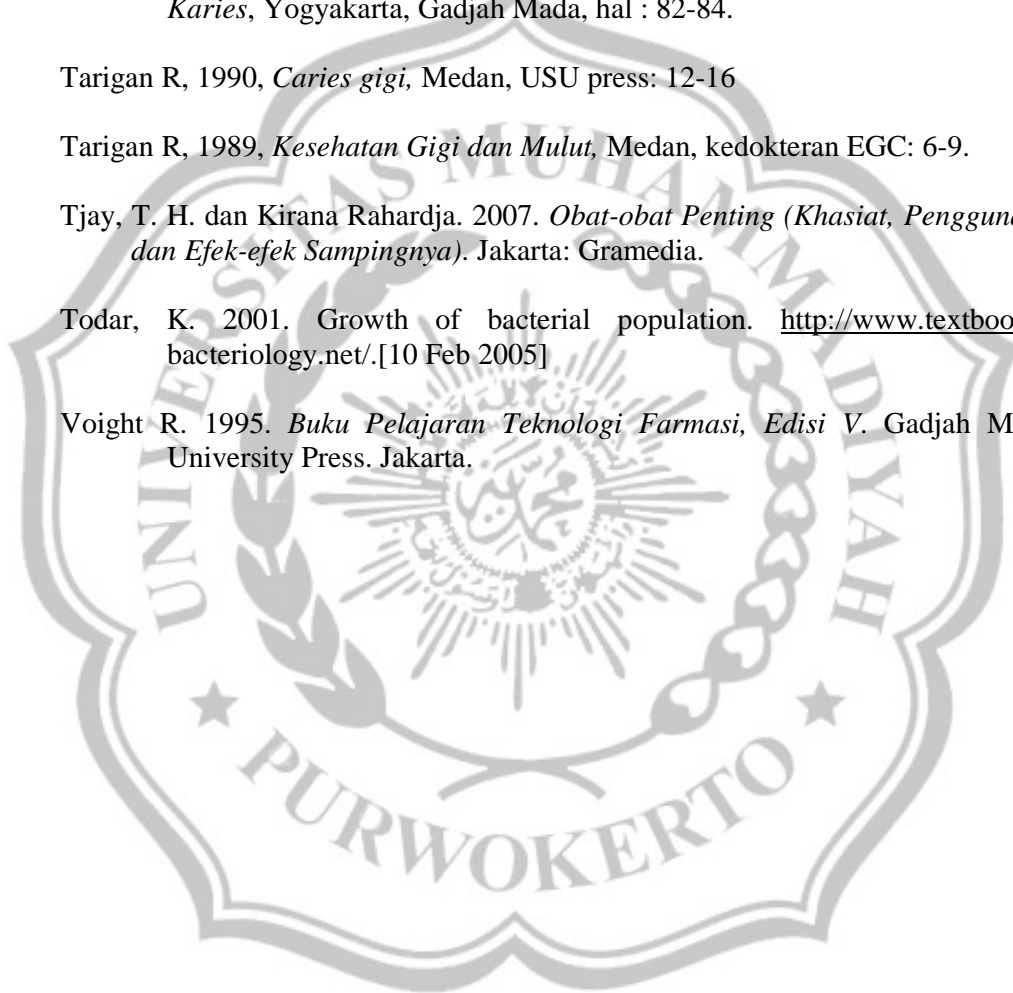 Karies, Yogyakarta, Gadjah Mada, hal : 82-84.
Tarigan R, 1990, Caries gigi, Medan, USU press: 12-16
Tarigan R, 1989, Kesehatan Gigi dan Mulut, Medan, kedokteran EGC: 6-9.
Tjay, T. H. dan Kirana Rahardja. 2007. Obat-obat Penting (Khasiat, Penggun
dan Efek-efek Sampingnya). Jakarta: Gramedia.
Todar, K. 2001. Growth of bacterial population. http://www.textboo
bacteriology.net/.[10 Feb 2005]
Voight R. 1995. Buku Pelajaran Teknologi Farmasi, Edisi V. Gadjah M
University Press. Jakarta.
UNIVERSITAS MUHAMMADIYAH
PURWOKERTO